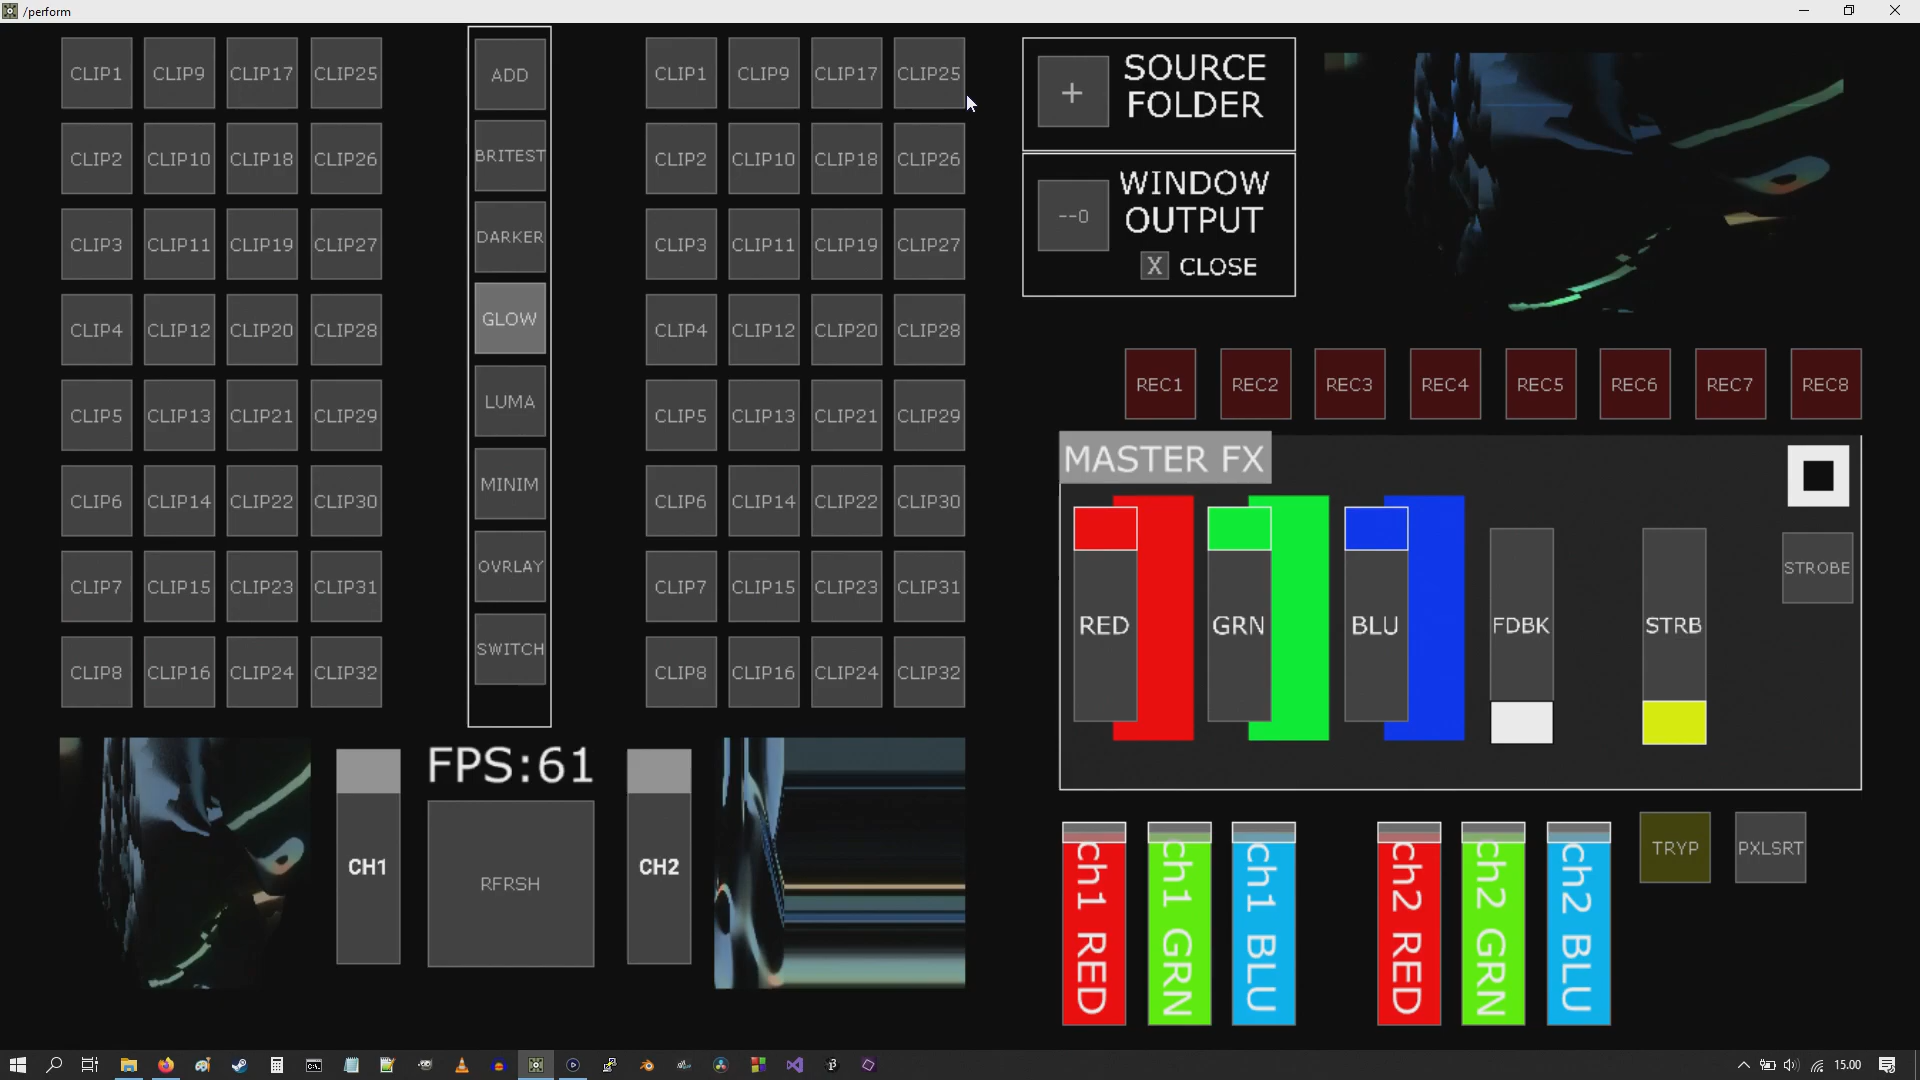 /perform
CLIP1 CLIP9 CLIP17 CLIP25
CLIP2 CLIP10 CLIP18 CLIP26
CLIP3 CLIP11 CLIP19 CLIP27
CLIP4 CLIP12 CLIP20 CLIP28
CLIP5 CLIP13 CLIP21 CLIP29
CLIP6 CLIP14 CLIP22 CLIP30
CLIP7 CLIP15 CLIP23 CLIP31
CLIP8 CLIP16 CLIP24 CLIP32
ADD
BRITEST
DARKER
GLOW
LUMA
MINIM
OVRLAY
SWITCH
CLIP1 CLIP9 CLIP17 CLIP25
CLIP2 CLIP10 CLIP18 CLIP26
CLIP3 CLIP11 CLIP19 CLIP27
CLIP4 CLIP12 CLIP20 CLIP28
CLIP5 CLIP13 CLIP21 CLIP29
CLIP6 CLIP14 CLIP22 CLIP30
CLIP7 CLIP15 CLIP23 CLIP31
CLIP8 CLIP16 CLIP24 CLIP32
CH1
FPS:61
RFRSH
CH2
+
SOURCE
FOLDER
--0
WINDOW
OUTPUT
X CLOSE
REC1 REC2 REC3 REC4 REC5 REC6 REC7 REC8
MASTER FX
RED GRN BLU FDBK STRB
STROBE
ch1 RED
ch1 GRN
ch1 BLU
ch2 RED
ch2 GRN
ch2 BLU
TRYP
PXLSRT
15.00